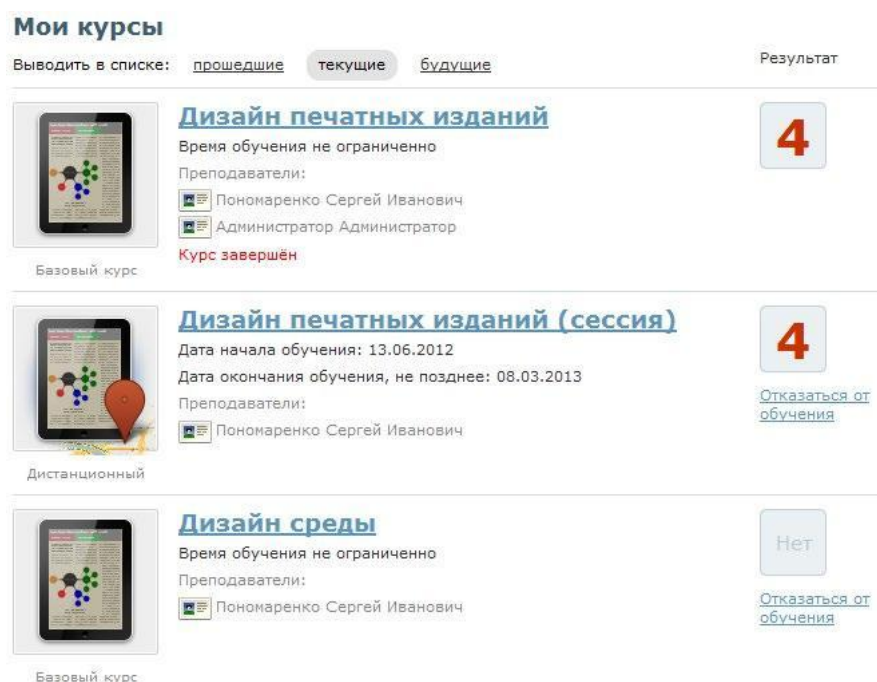 Мои курсы
Выводить в списке: прошедшие текущие будущие Результат
Дизайн печатных изданий
Время обучения не ограниченно
Преподаватели:
Пономаренко Сергей Иванович
Администратор Администратор
Курс завершён
4
Базовый курс
Дизайн печатных изданий (сессия)
Дата начала обучения: 13.06.2012
Дата окончания обучения, не позднее: 08.03.2013
Преподаватели:
Пономаренко Сергей Иванович
4
Отказаться от
обучения
Дистанционный
Дизайн среды
Время обучения не ограниченно
Преподаватели:
Пономаренко Сергей Иванович
Нет
Отказаться от
обучения
Базовый курс